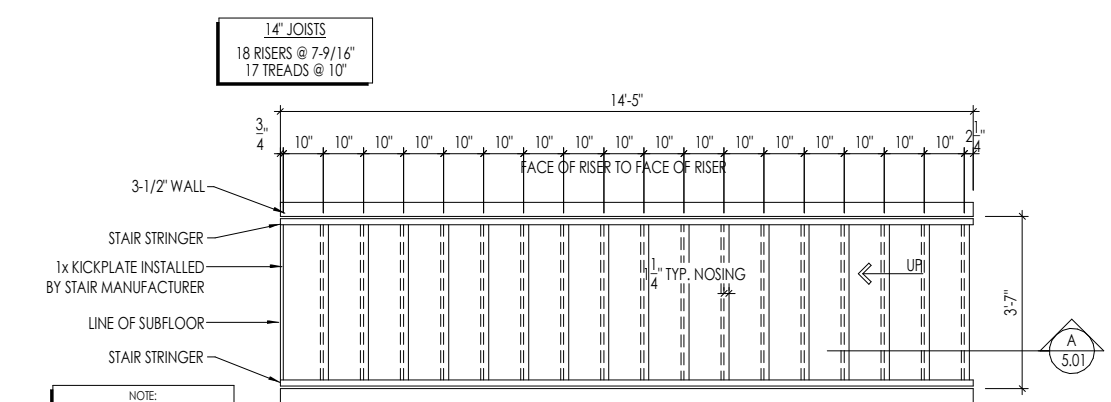 14" JOISTS
18 RISERS @ 7-9/16"
17 TREADS @ 10"
14'-5"
3/4"
10" 10" 10" 10" 10" 10" 10" 10" 10" 10" 10" 10" 10" 10" 10" 10" 10"
2 1/4"
FACE OF RISER TO FACE OF RISER
3-1/2" WALL
STAIR STRINGER
1x KICKPLATE INSTALLED
BY STAIR MANUFACTURER
1 1/4" TYP. NOSING
UP
3'-7"
LINE OF SUBFLOOR
STAIR STRINGER
A
5.01
NOTE: